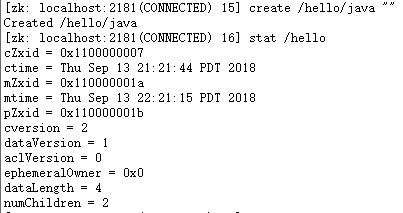 [zk: localhost:2181(CONNECTED) 15] create /hello/java ""
Created /hello/java
[zk: localhost:2181(CONNECTED) 16] stat /hello
cZxid = 0x1100000007
ctime = Thu Sep 13 21:21:44 PDT 2018
mZxid = 0x110000001a
mtime = Thu Sep 13 22:21:15 PDT 2018
pZxid = 0x110000001b
cversion = 2
dataVersion = 1
aclVersion = 0
ephemeralOwner = 0x0
dataLength = 4
numChildren = 2